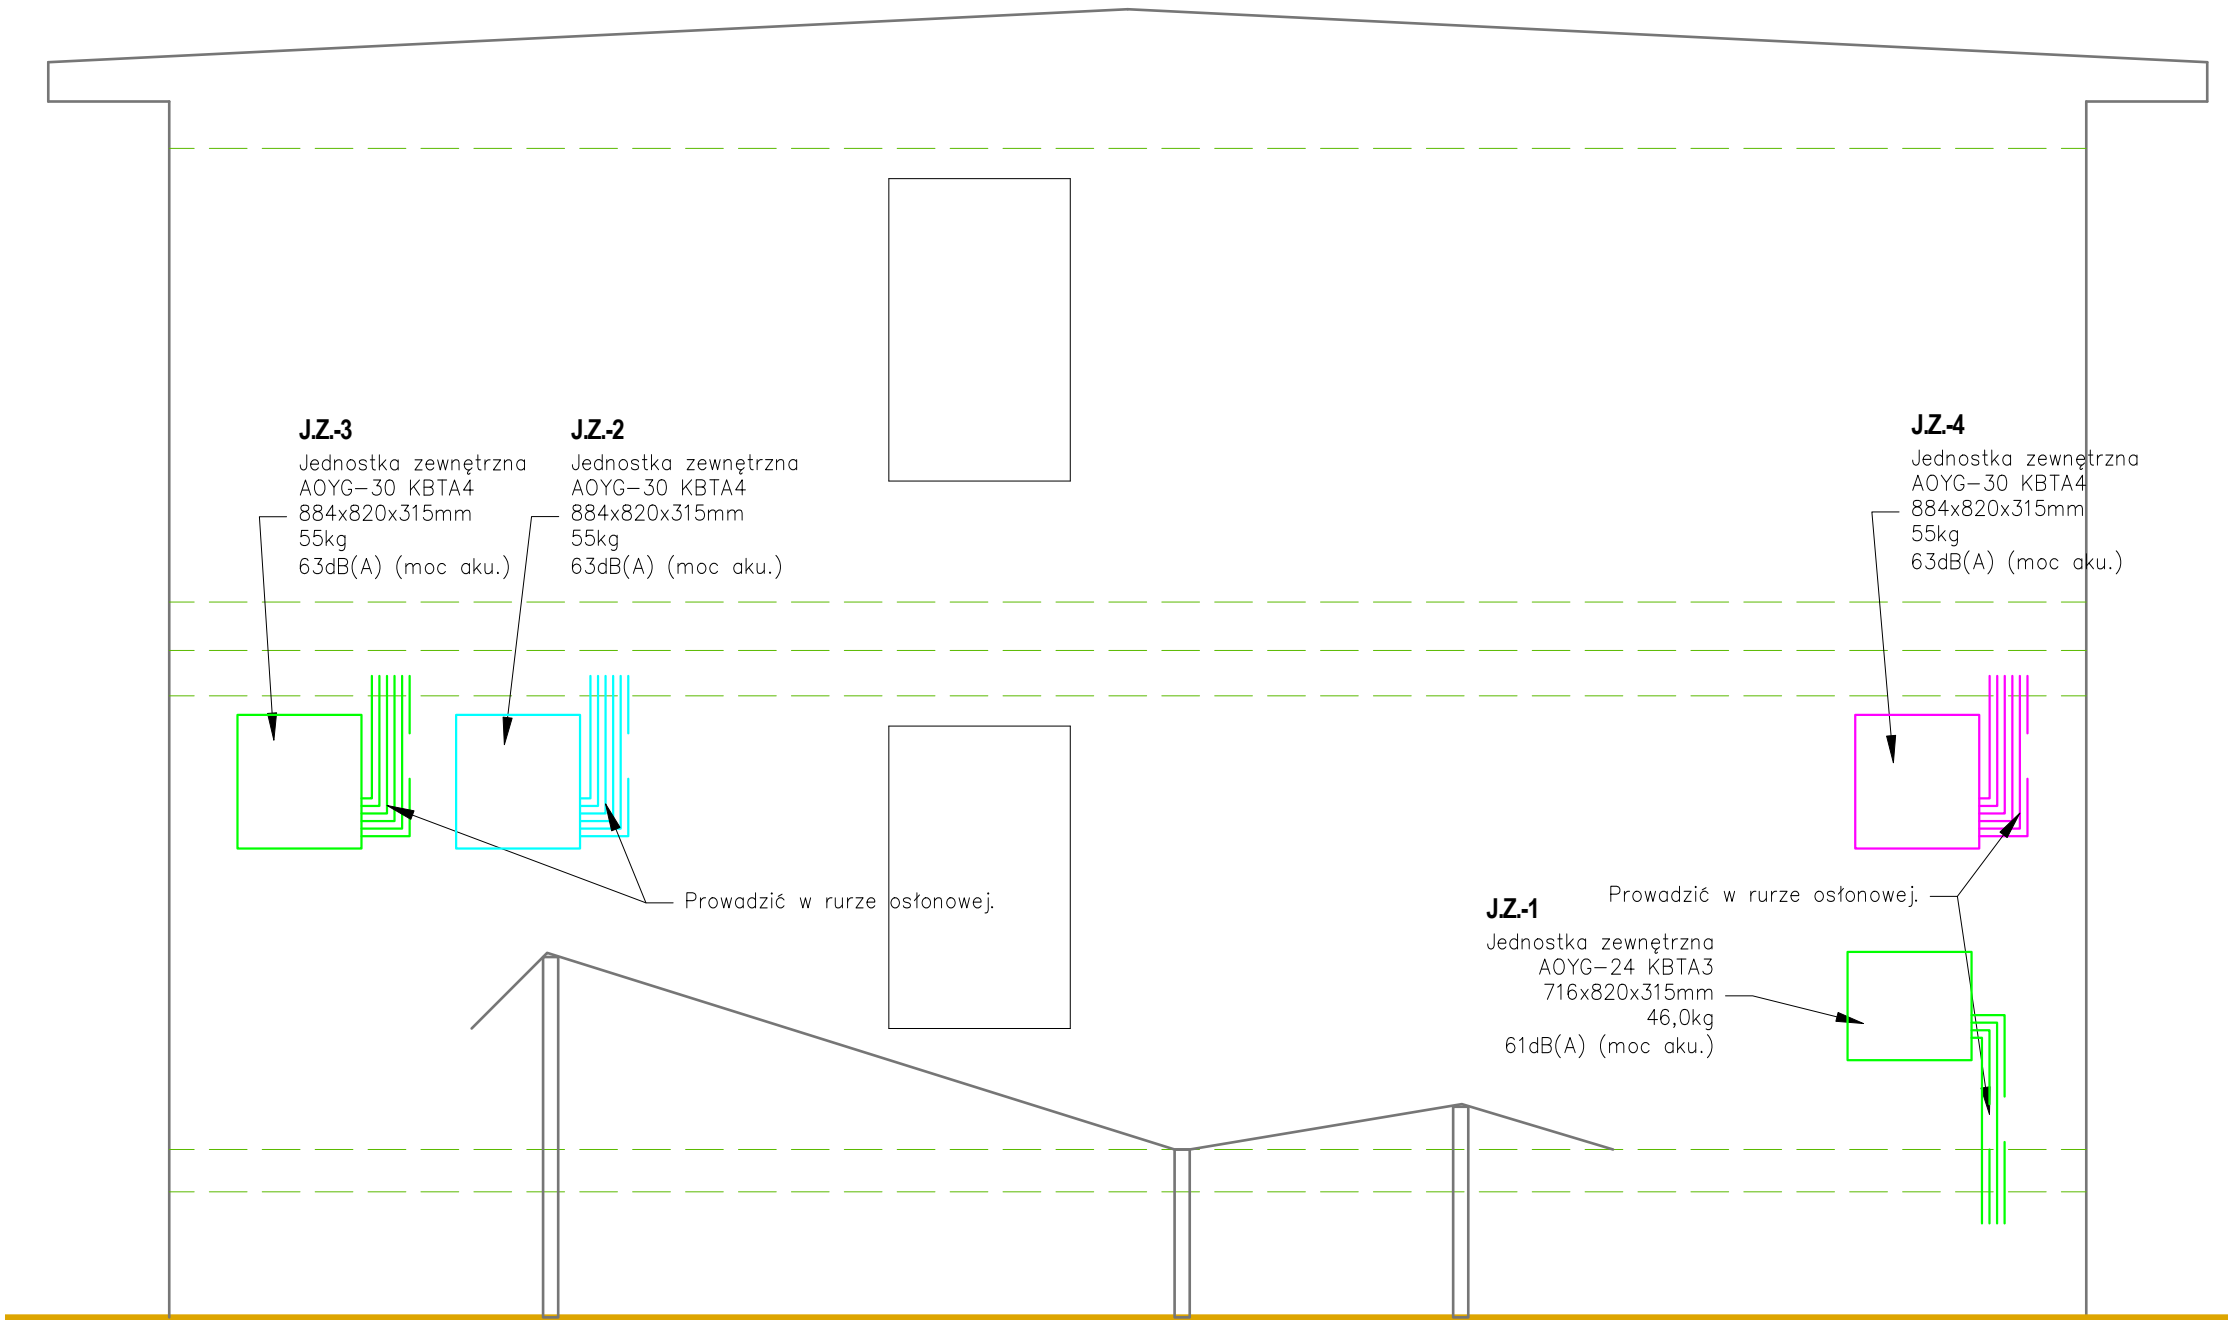 J.Z.-3
Jednostka zewnętrzna
AOYG-30 KBTA4
884x820x315mm
55kg
63dB(A) (moc aku.)
J.Z.-2
Jednostka zewnętrzna
AOYG-30 KBTA4
884x820x315mm
55kg
63dB(A) (moc aku.)
J.Z.-4
Jednostka zewnętrzna
AOYG-30 KBTA4
884x820x315mm
55kg
63dB(A) (moc aku.)
Prowadzić w rurze osłonowej.
Prowadzić w rurze osłonowej.
J.Z.-1
Jednostka zewnętrzna
AOYG-24 KBTA3
716x820x315mm
46,0kg
61dB(A) (moc aku.)